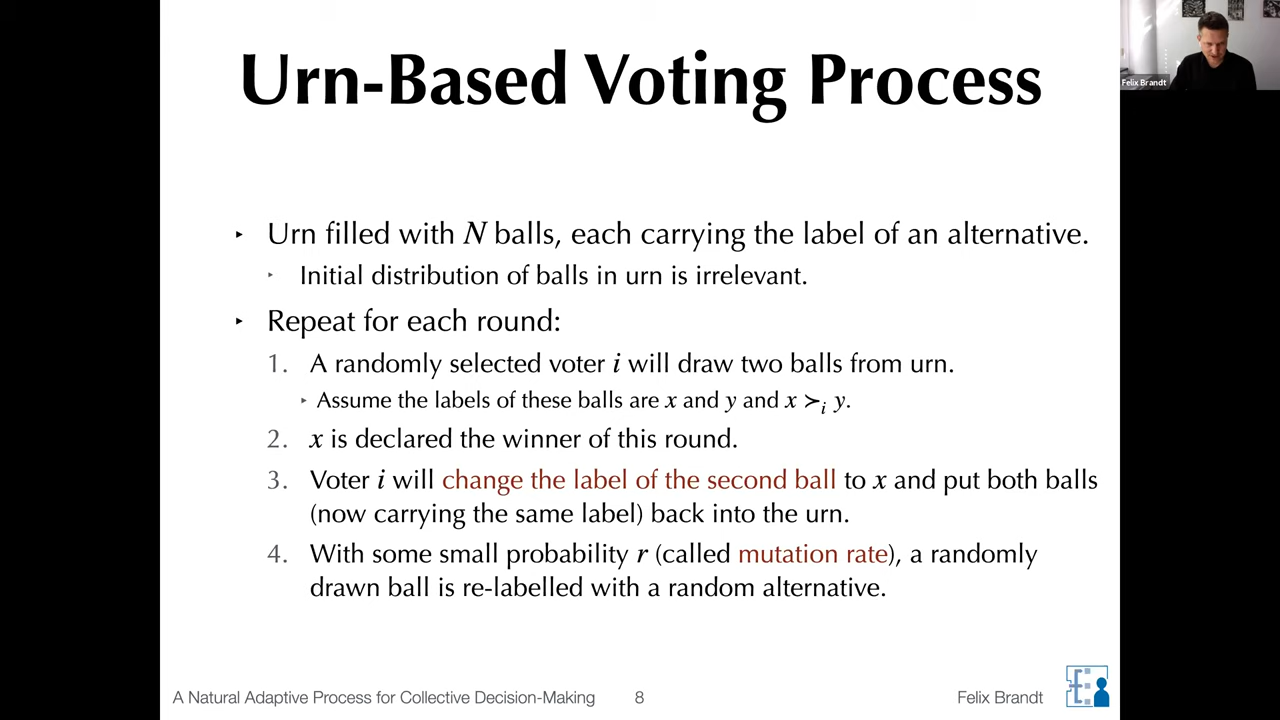 Urn-Based Voting Process
Felix Brandt
‣ Urn filled with N balls, each carrying the label of an alternative.
‣ Initial distribution of balls in urn is irrelevant.
‣ Repeat for each round:
1. A randomly selected voter i will draw two balls from urn.
‣ Assume the labels of these balls are x and y and x ≻ᵢ y.
2. x is declared the winner of this round.
3. Voter i will change the label of the second ball to x and put both balls
(now carrying the same label) back into the urn.
4. With some small probability r (called mutation rate), a randomly
drawn ball is re-labelled with a random alternative.
A Natural Adaptive Process for Collective Decision-Making 8 Felix Brandt